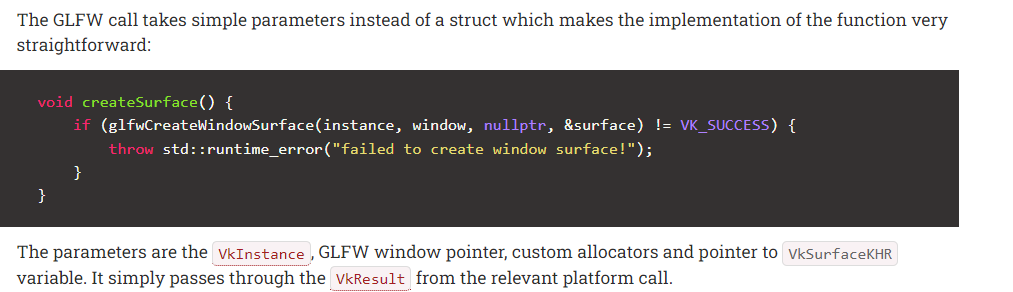 The GLFW call takes simple parameters instead of a struct which makes the implementation of the function very
straightforward:
void createSurface() {
    if (glfwCreateWindowSurface(instance, window, nullptr, &surface) != VK_SUCCESS) {
        throw std::runtime_error("failed to create window surface!");
    }
}
The parameters are the VkInstance, GLFW window pointer, custom allocators and pointer to VkSurfaceKHR
variable. It simply passes through the VkResult from the relevant platform call.